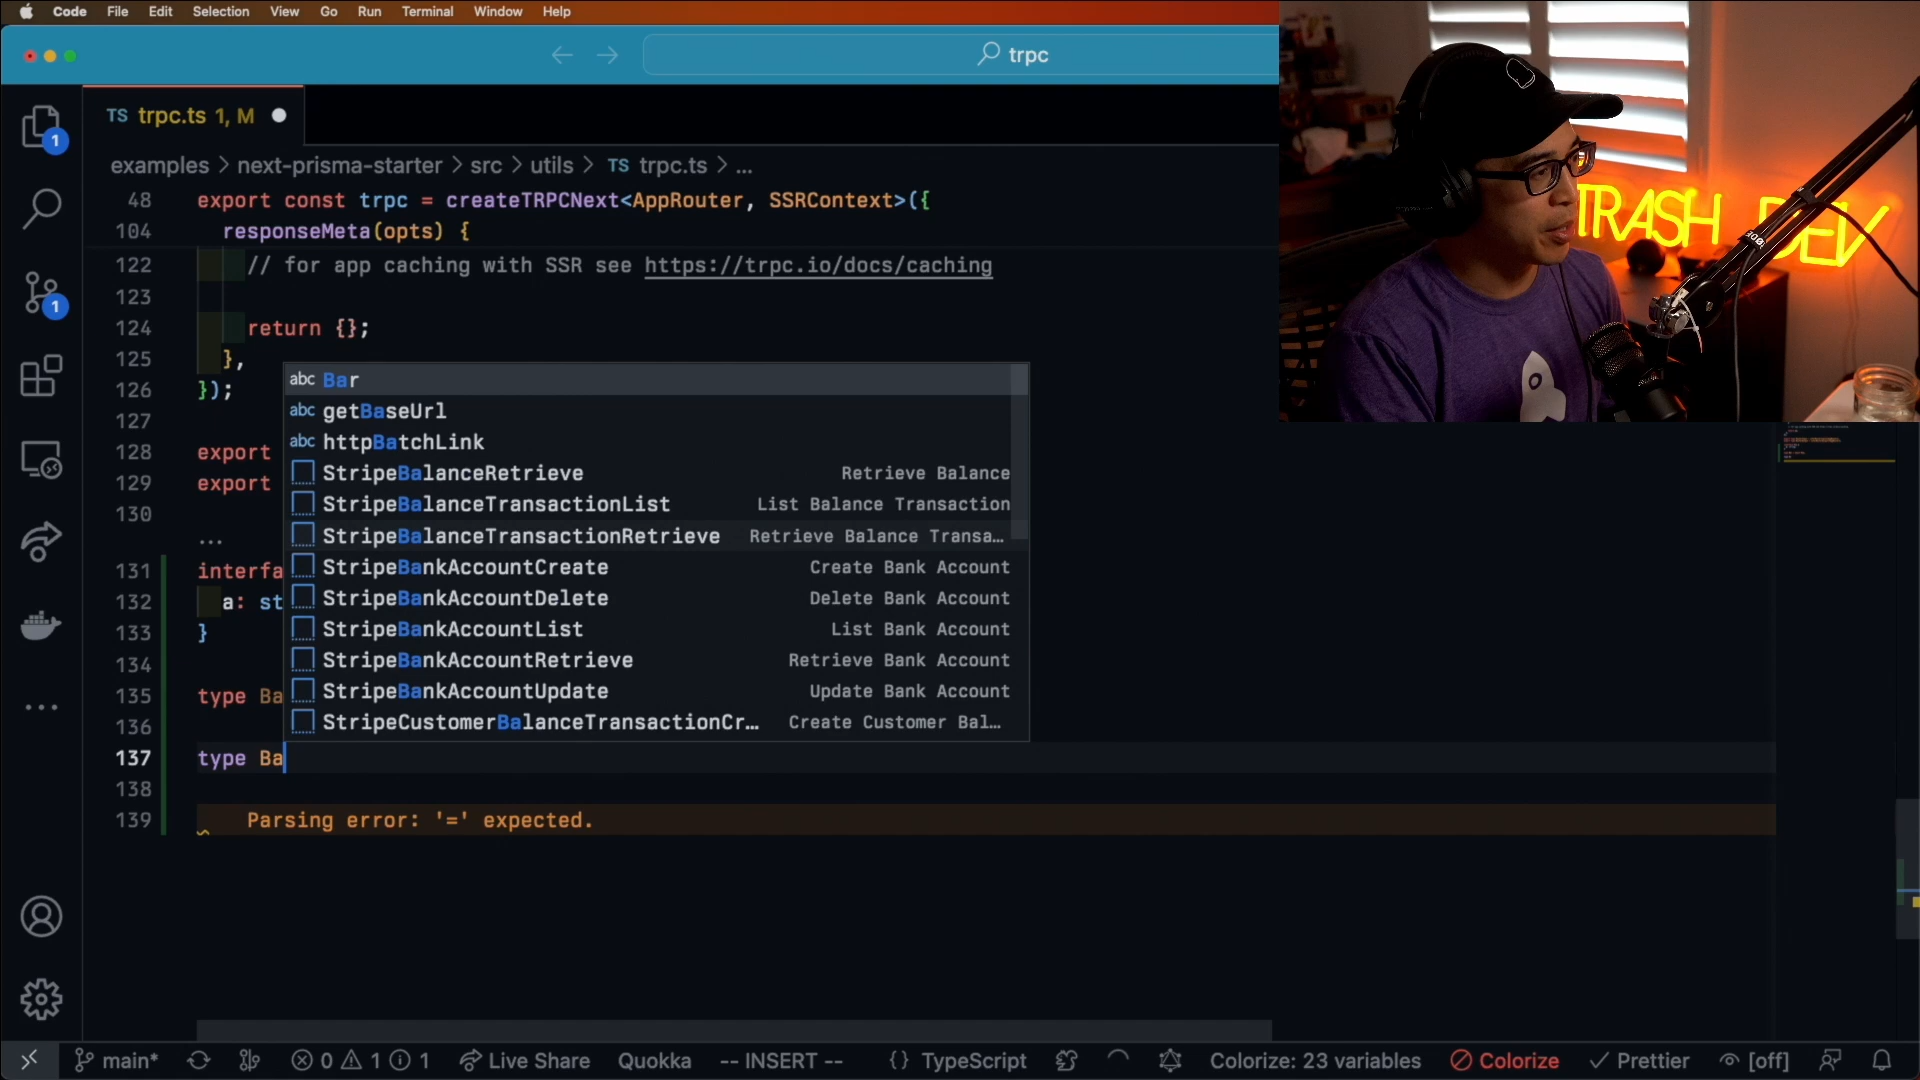 Code File Edit Selection View Go Run Terminal Window Help
trpc
TS trpc.ts 1, M
examples > next-prisma-starter > src > utils > TS trpc.ts > ...
48 export const trpc = createTRPCNext<AppRouter, SSRContext>({
104 responseMeta(opts) {
122 // for app caching with SSR see https://trpc.io/docs/caching
123
124 return {};
125 },
126 });
127
128 export
129 export
130
...
131 interfa
132 a: st
133 }
134
135 type Ba
136
137 type Ba
138
139 Parsing error: '=' expected.
abc Bar
abc getBaseUrl
abc httpBatchLink
StripeBalanceRetrieve Retrieve Balance
StripeBalanceTransactionList List Balance Transaction
StripeBalanceTransactionRetrieve Retrieve Balance Transa…
StripeBankAccountCreate Create Bank Account
StripeBankAccountDelete Delete Bank Account
StripeBankAccountList List Bank Account
StripeBankAccountRetrieve Retrieve Bank Account
StripeBankAccountUpdate Update Bank Account
StripeCustomerBalanceTransactionCr… Create Customer Bal…
1
1
TRASH DEV
main* 0 1 1 Live Share Quokka -- INSERT -- {} TypeScript Colorize: 23 variables Colorize Prettier [off]